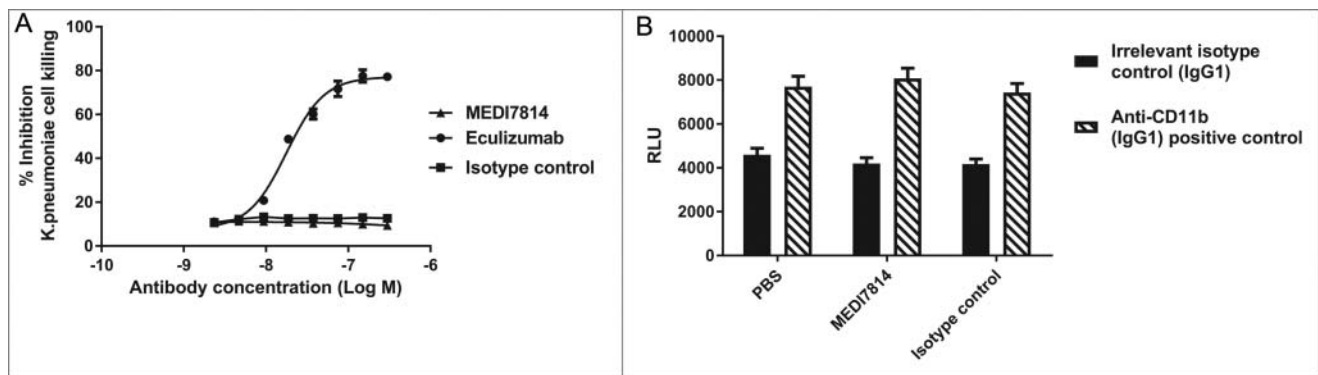 A
% Inhibition
K.pneumoniae cell killing
100
80
60
40
20
0
-10
-9
-8
-7
-6
Antibody concentration (Log M)
MEDI7814
Eculizumab
Isotype control
B
RLU
10000
8000
6000
4000
2000
0
PBS
MEDI7814
Isotype control
Irrelevant isotype
control (IgG1)
Anti-CD11b
(IgG1) positive control